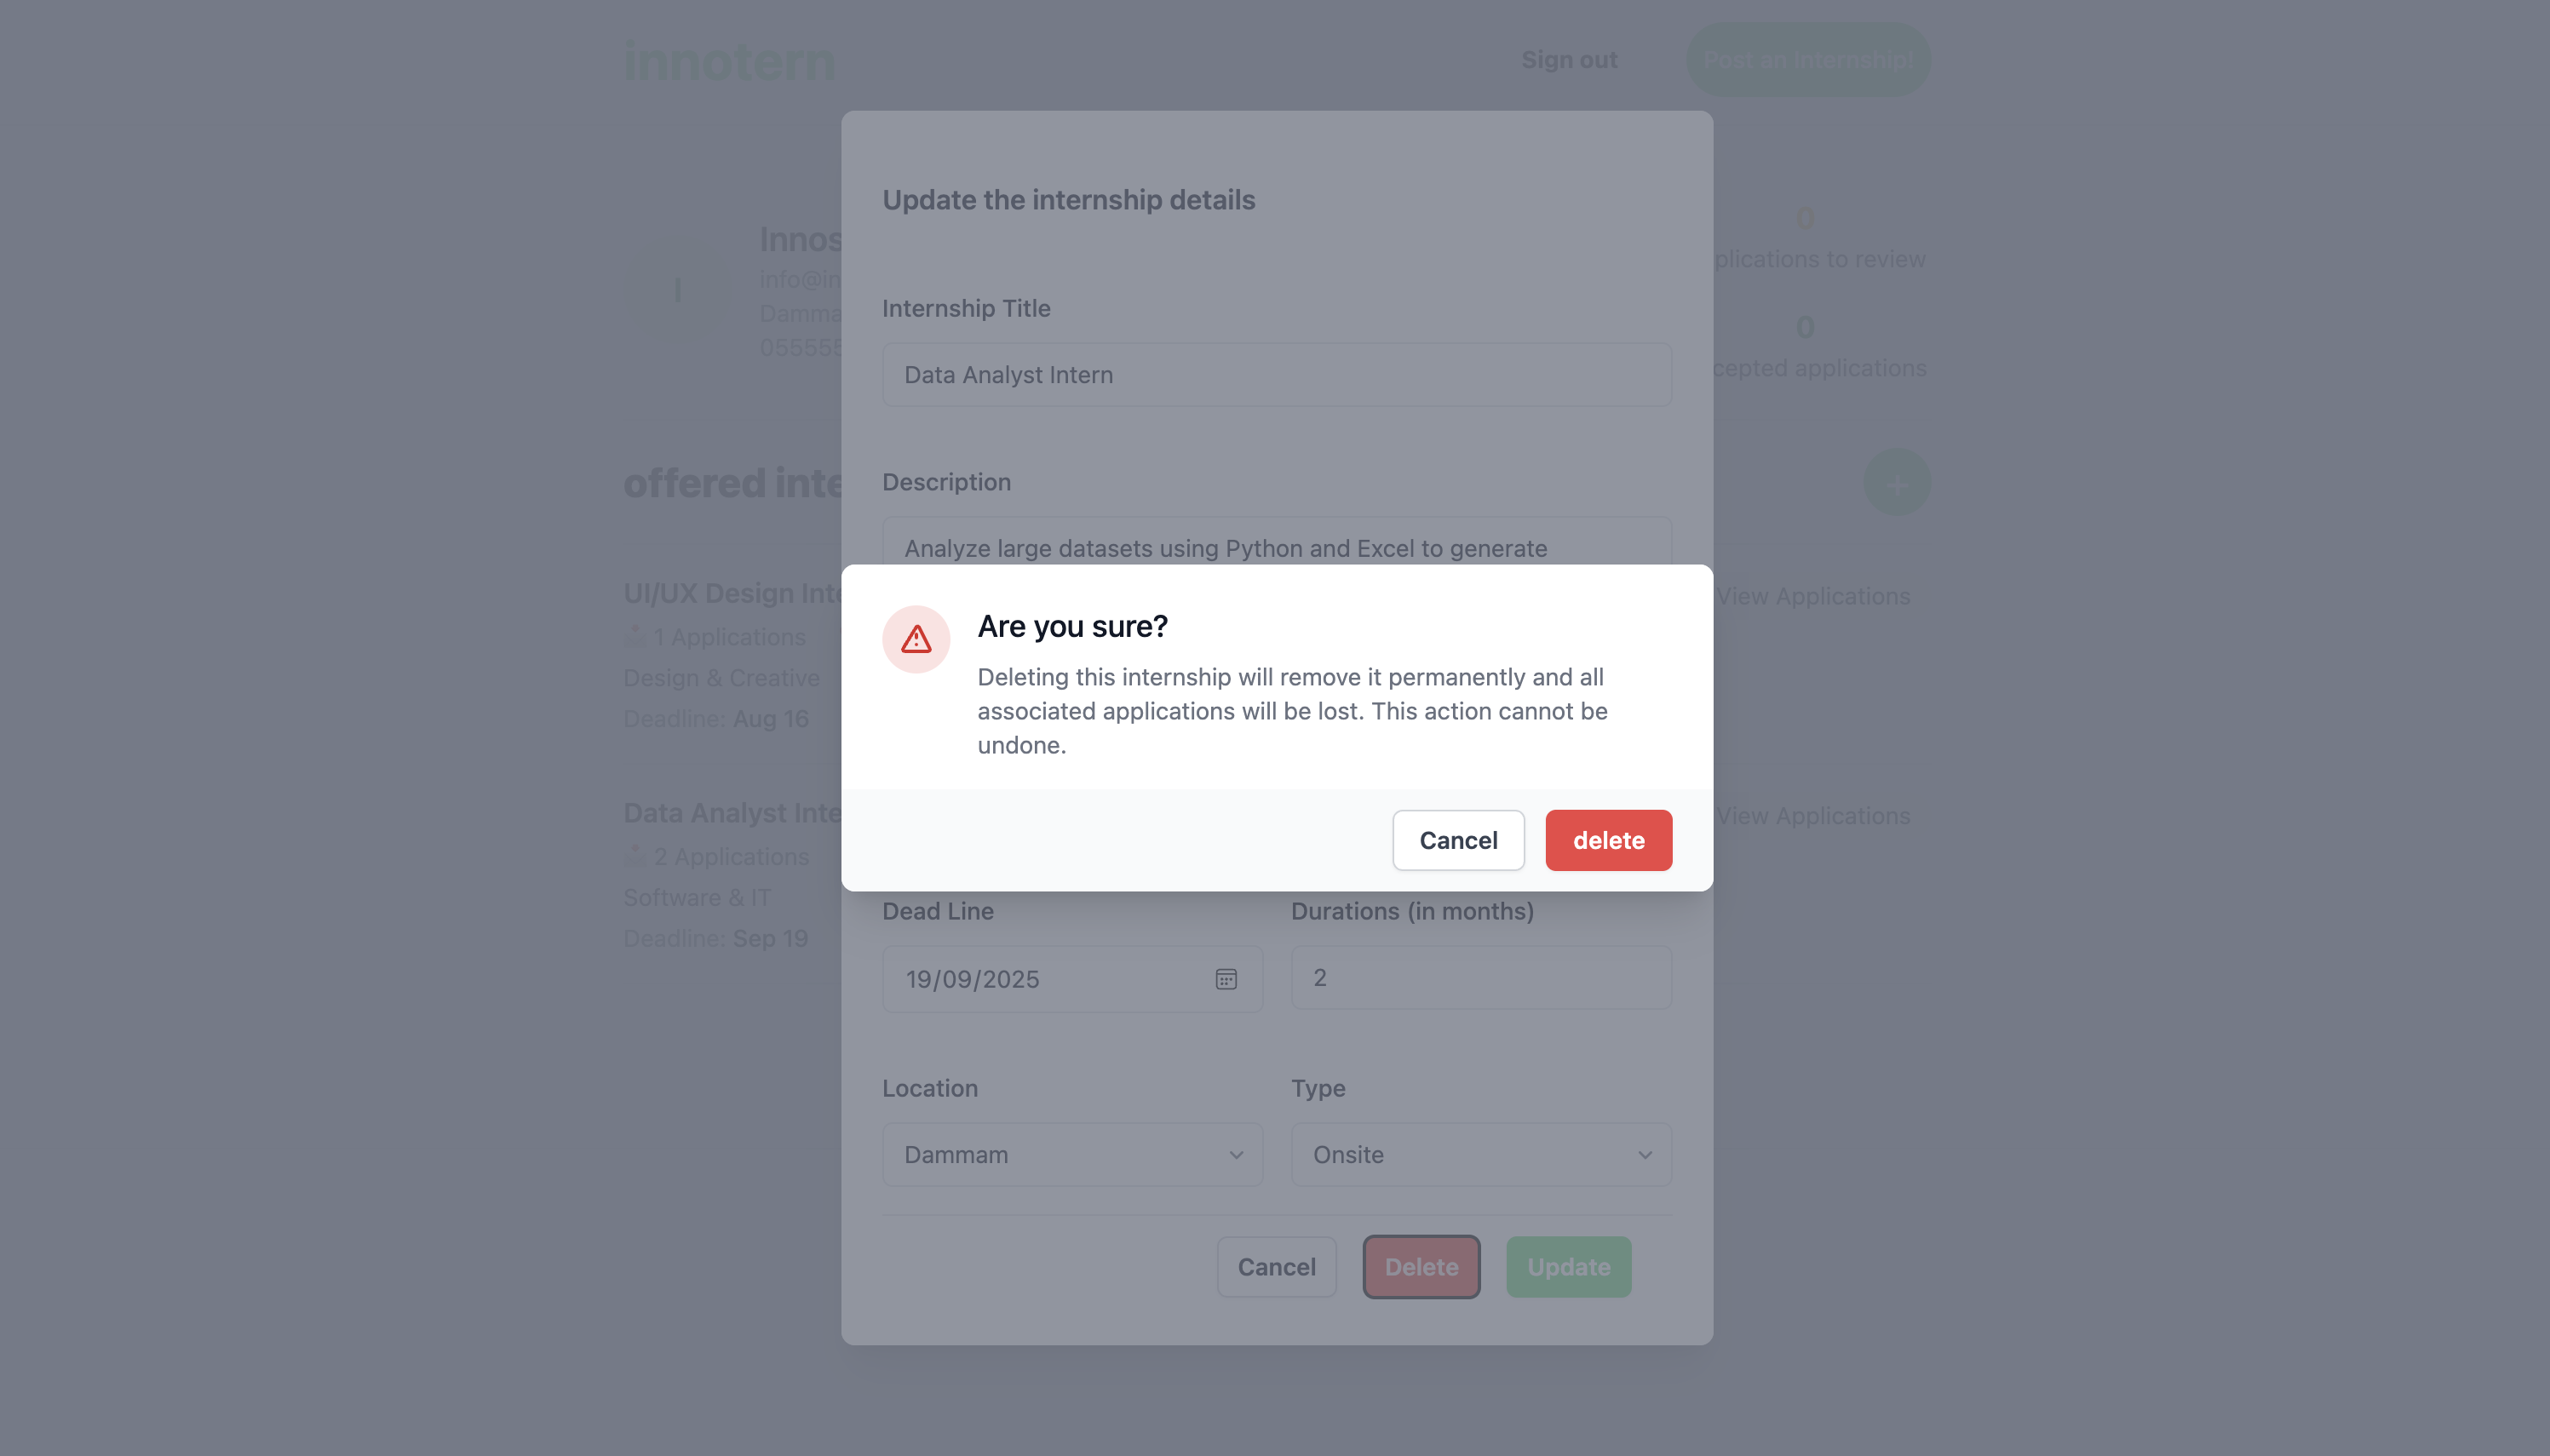 innotern
Sign out
Post an Internship!
Update the internship details
I
Innos
info@in
Damma
055555
0
plications to review
0
cepted applications
Internship Title
Data Analyst Intern
offered inte
+
Description
Analyze large datasets using Python and Excel to generate
Are you sure?
Deleting this internship will remove it permanently and all
associated applications will be lost. This action cannot be
undone.
Cancel
delete
UI/UX Design Inte
1 Applications
Design & Creative
Deadline: Aug 16
View Applications
Data Analyst Inte
2 Applications
Software & IT
Deadline: Sep 19
View Applications
Dead Line
Durations (in months)
19/09/2025
2
Location
Type
Dammam
Onsite
Cancel
Delete
Update